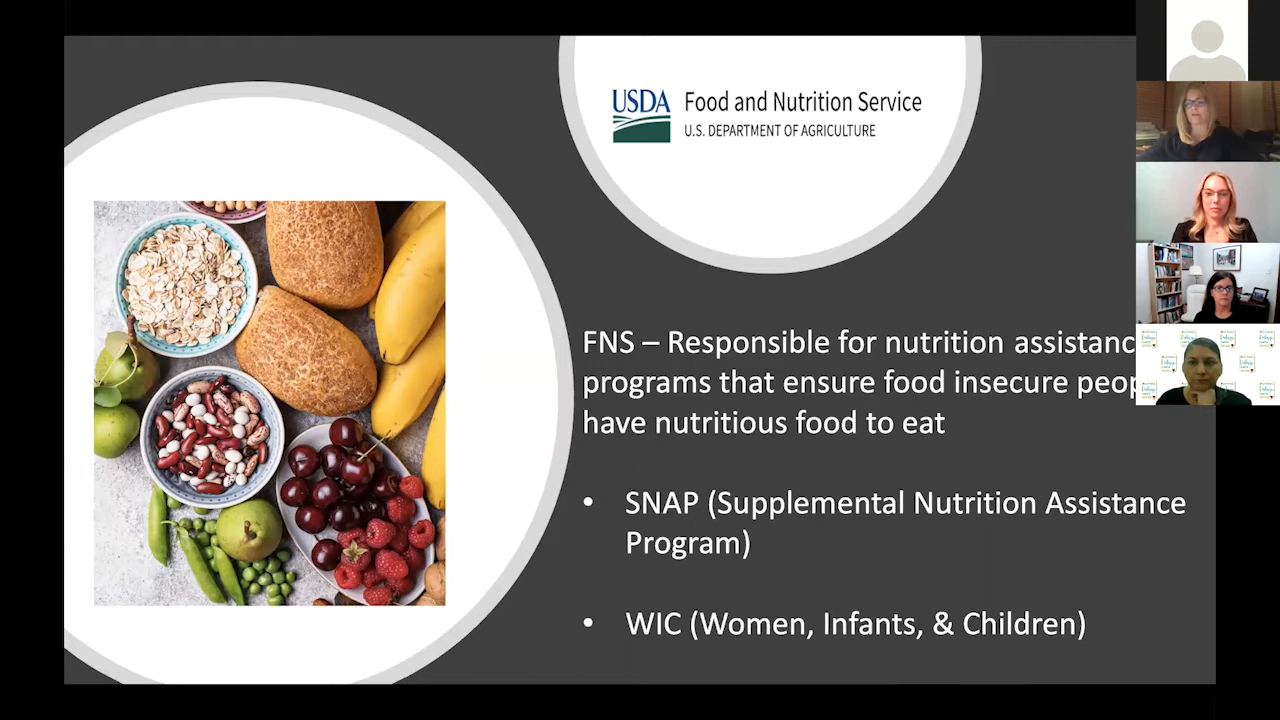 USDA Food and Nutrition Service
U.S. DEPARTMENT OF AGRICULTURE
FNS – Responsible for nutrition assistanc
programs that ensure food insecure peop
have nutritious food to eat
• SNAP (Supplemental Nutrition Assistance
Program)
• WIC (Women, Infants, & Children)